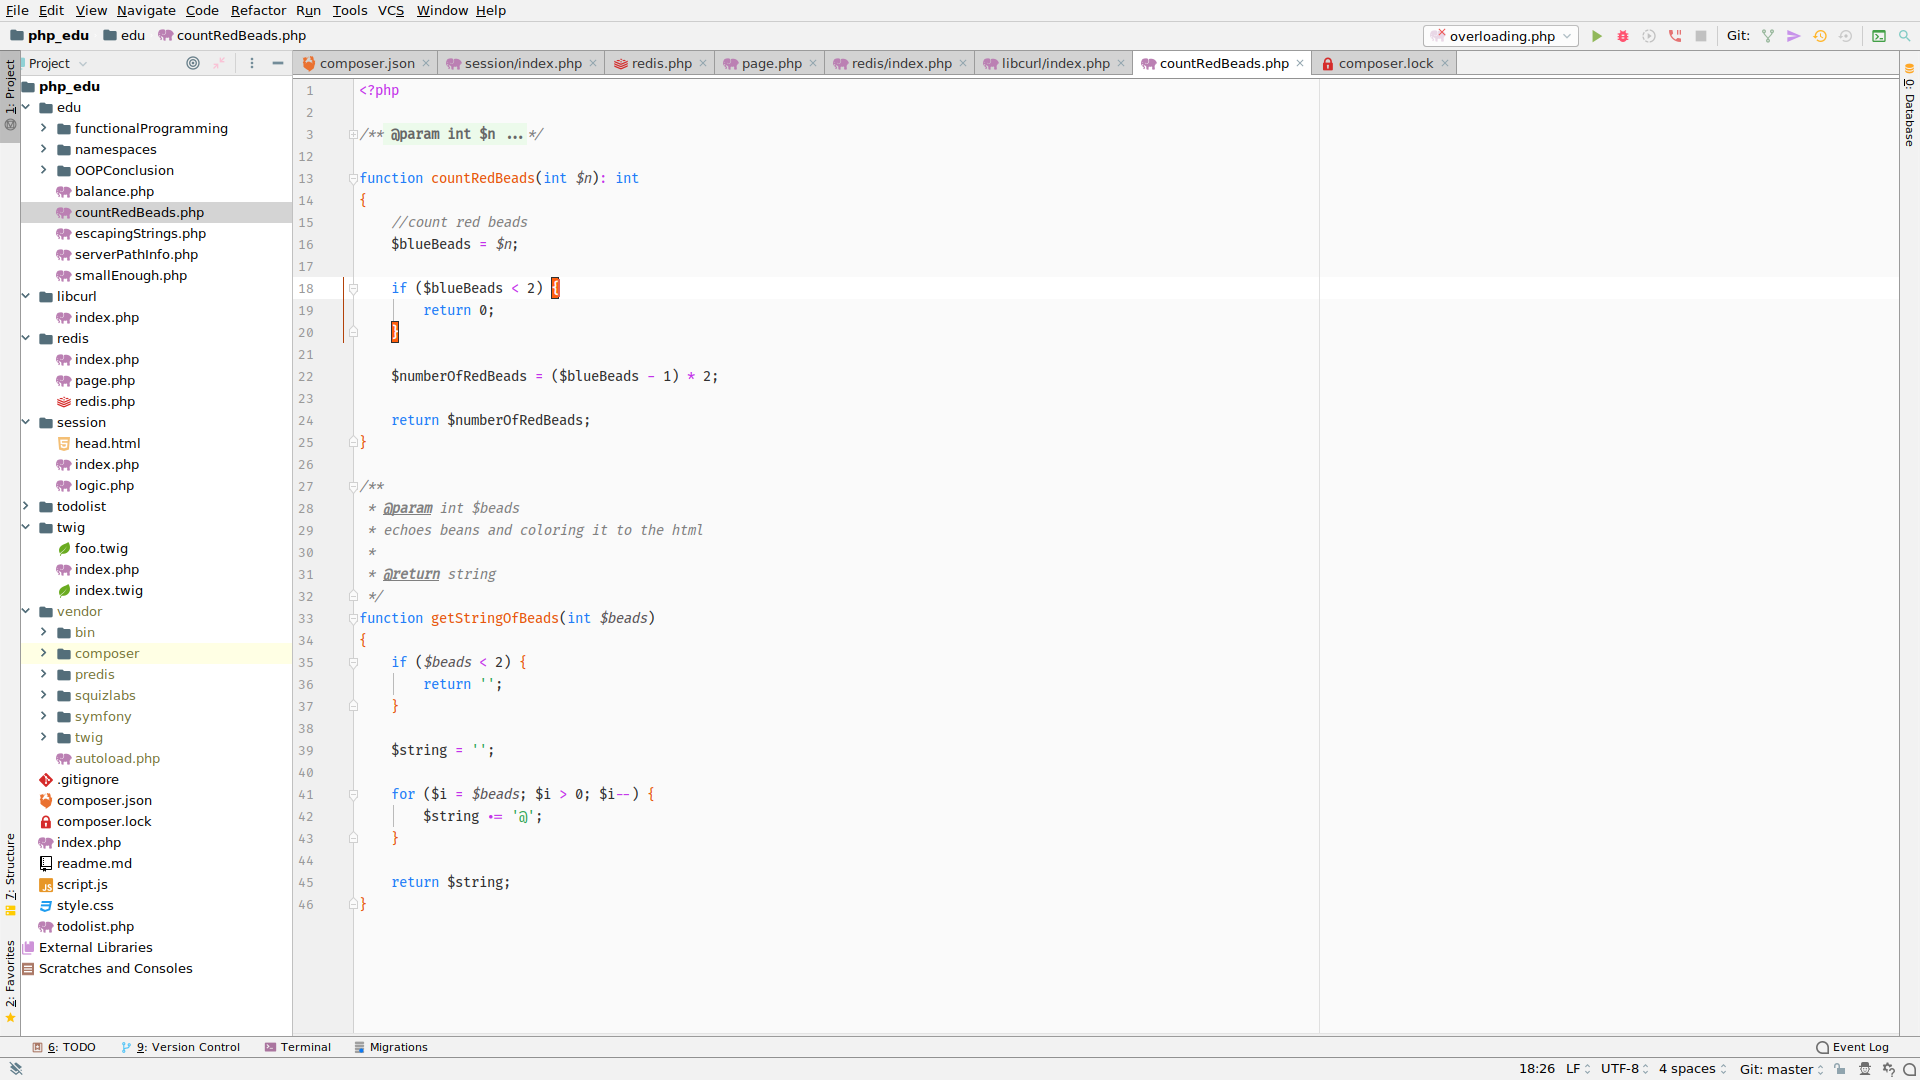 File Edit View Navigate Code Refactor Run Tools VCS Window Help
php_edu edu countRedBeads.php overloading.php Git:
Project
composer.json session/index.php redis.php page.php redis/index.php libcurl/index.php countRedBeads.php composer.lock
1: Project
7: Structure
2: Favorites
php_edu
edu
functionalProgramming
namespaces
OOPConclusion
balance.php
countRedBeads.php
escapingStrings.php
serverPathInfo.php
smallEnough.php
libcurl
index.php
redis
index.php
page.php
redis.php
session
head.html
index.php
logic.php
todolist
twig
foo.twig
index.php
index.twig
vendor
bin
composer
predis
squizlabs
symfony
twig
autoload.php
.gitignore
composer.json
composer.lock
index.php
readme.md
script.js
style.css
todolist.php
External Libraries
Scratches and Consoles
1 <?php
2
3 /** @param int $n ...*/
12
13 function countRedBeads(int $n): int
14 {
15 //count red beads
16 $blueBeads = $n;
17
18 if ($blueBeads < 2) {
19 return 0;
20 }
21
22 $numberOfRedBeads = ($blueBeads - 1) * 2;
23
24 return $numberOfRedBeads;
25 }
26
27 /**
28 * @param int $beads
29 * echoes beans and coloring it to the html
30 *
31 * @return string
32 */
33 function getStringOfBeads(int $beads)
34 {
35 if ($beads < 2) {
36 return '';
37 }
38
39 $string = '';
40
41 for ($i = $beads; $i > 0; $i--) {
42 $string .= '@';
43 }
44
45 return $string;
46 }
0: Database
6: TODO 9: Version Control Terminal Migrations Event Log
18:26 LF UTF-8 4 spaces Git: master